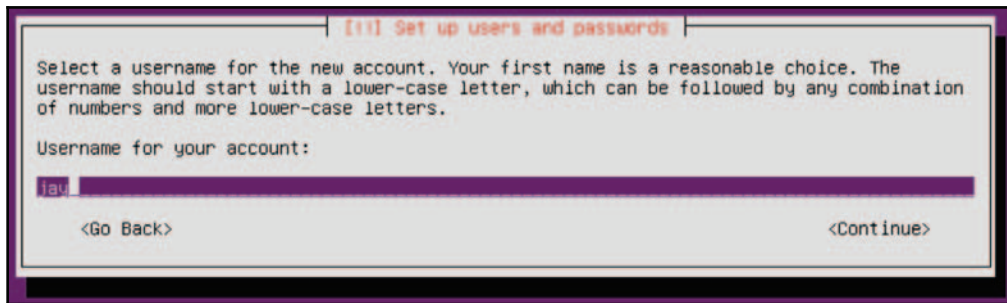 [!!] Set up users and passwords
Select a username for the new account. Your first name is a reasonable choice. The
username should start with a lower-case letter, which can be followed by any combination
of numbers and more lower-case letters.
Username for your account:
jay
<Go Back> <Continue>